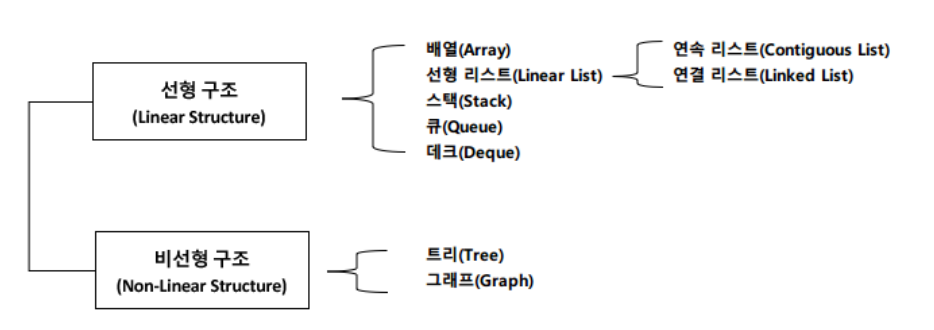 선형 구조
(Linear Structure)
배열(Array)
선형 리스트(Linear List)
스택(Stack)
큐(Queue)
데크(Deque)
연속 리스트(Contiguous List)
연결 리스트(Linked List)
비선형 구조
(Non-Linear Structure)
트리(Tree)
그래프(Graph)